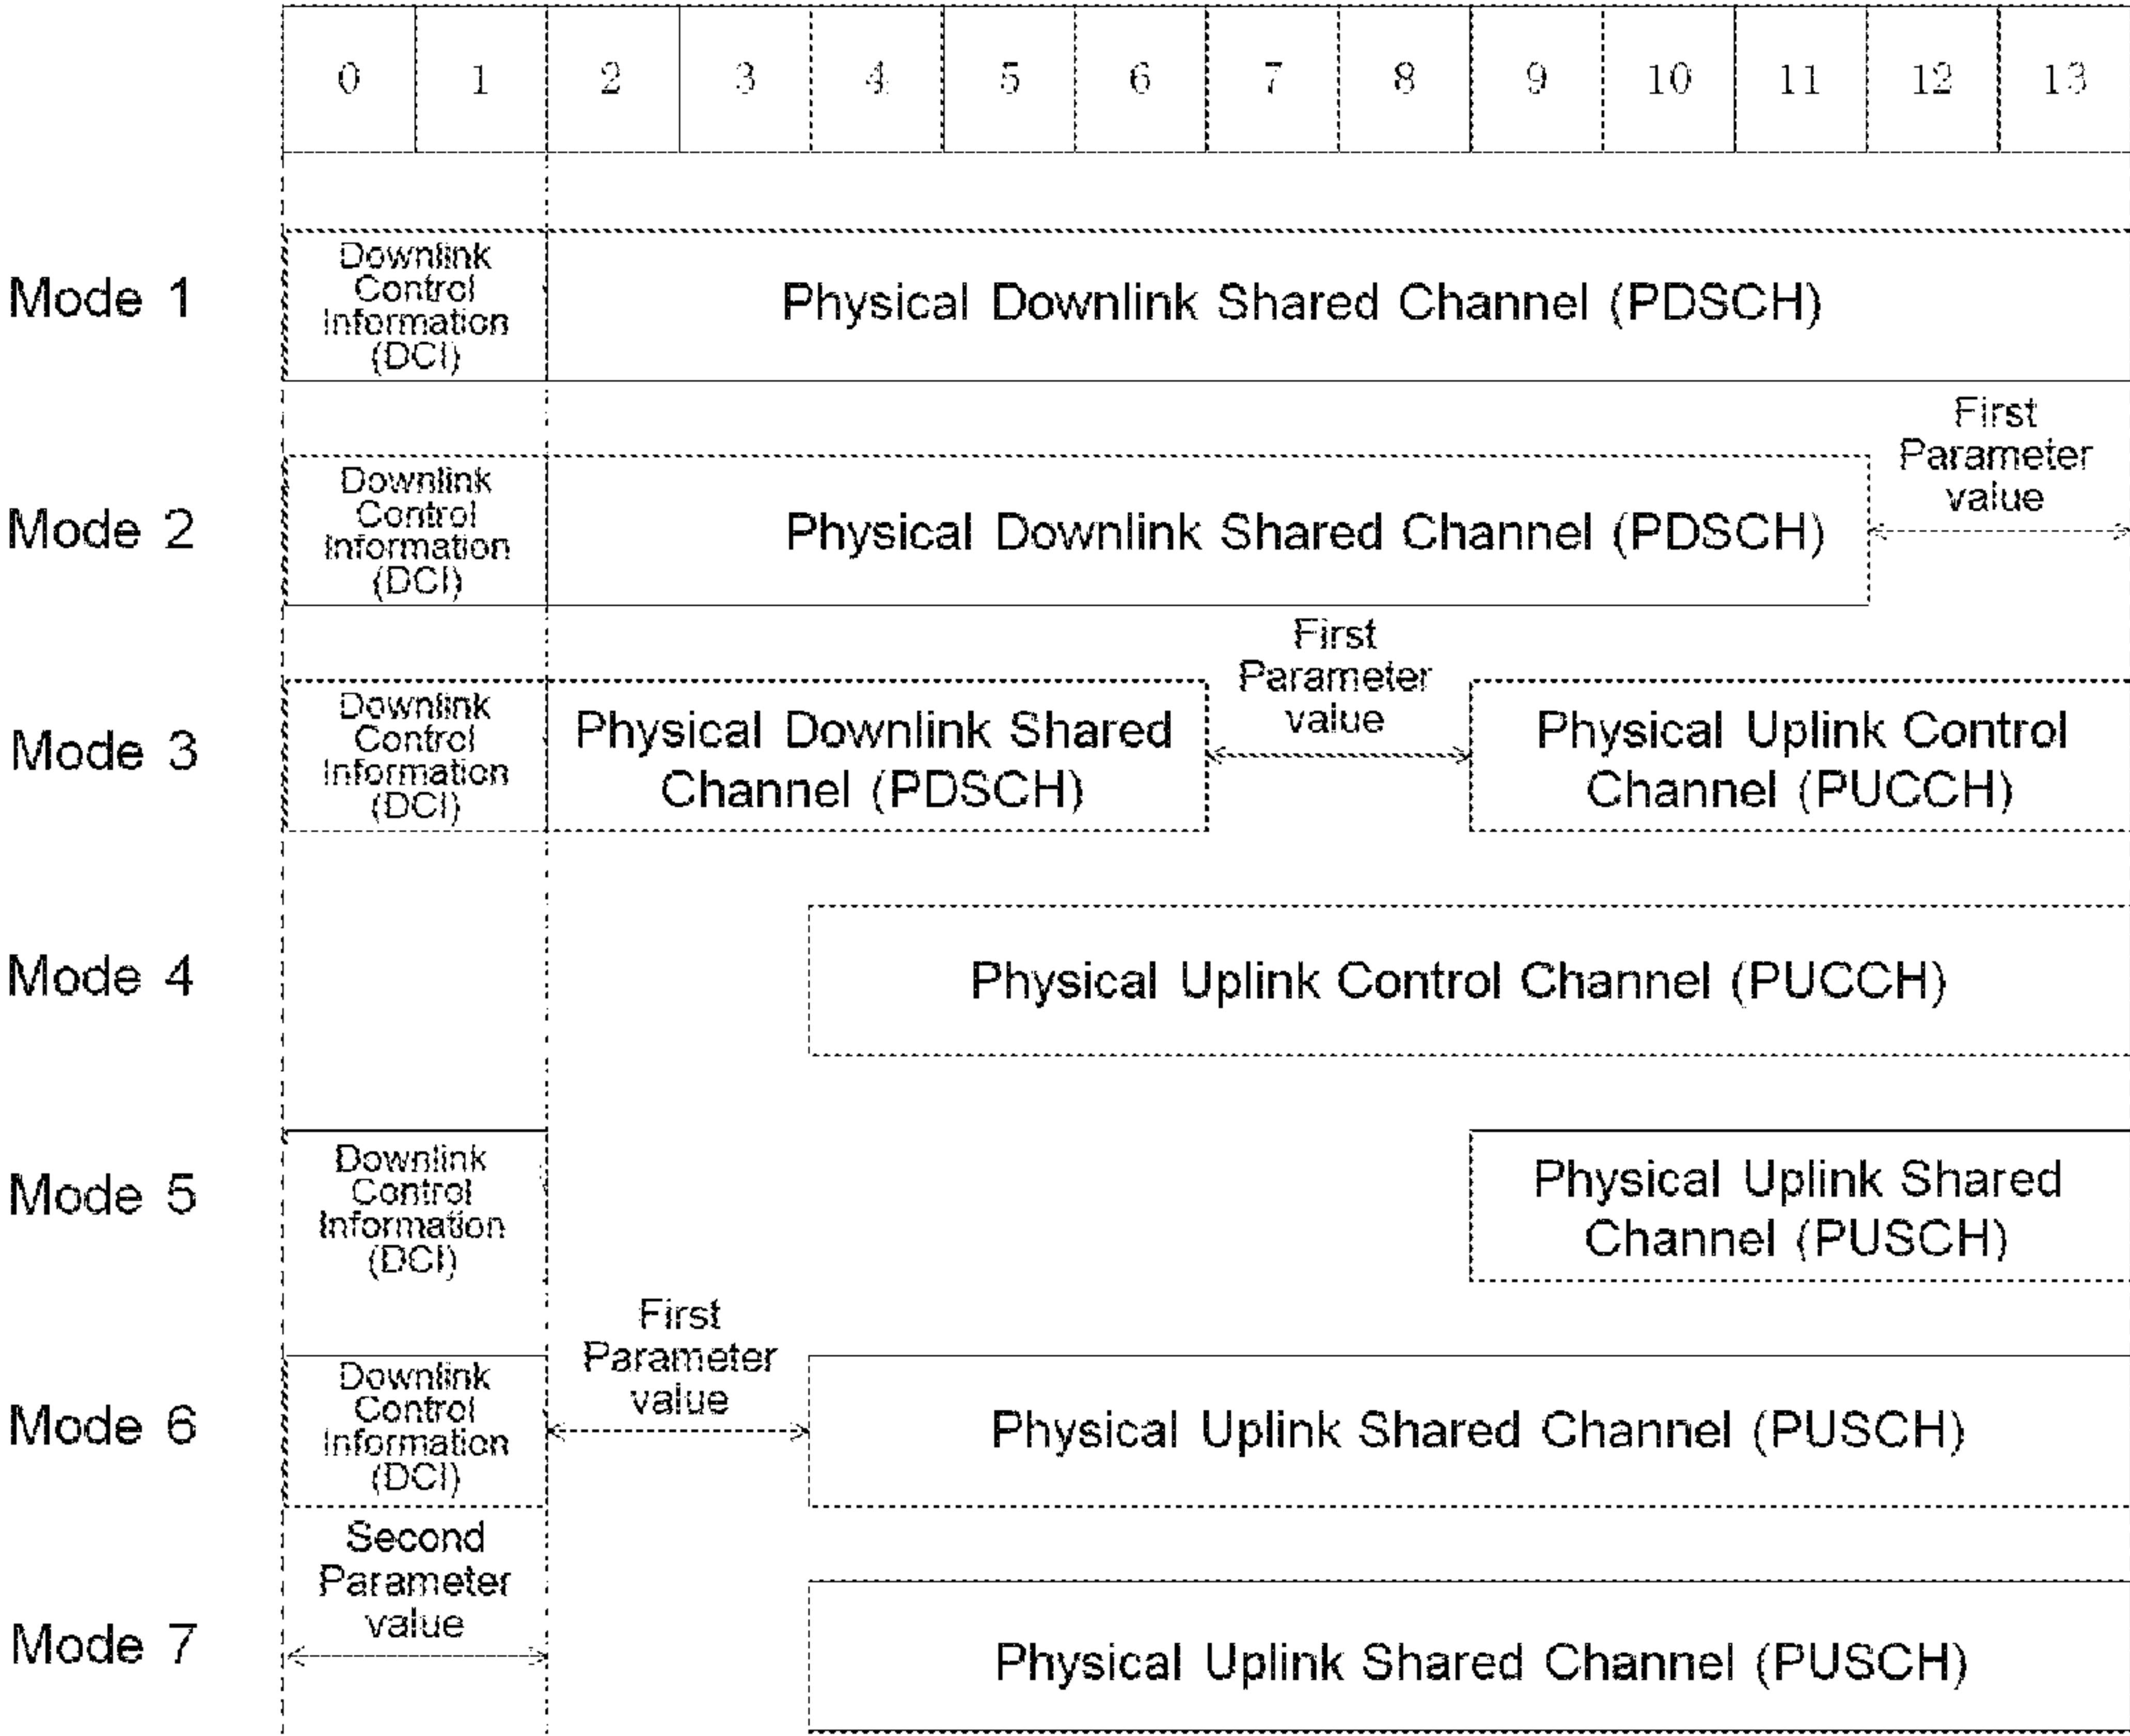 0 1 2 3 4 5 6 7 8 9 10 11 12 13
Mode 1
Downlink
Control
Information
(DCI)
Physical Downlink Shared Channel (PDSCH)
Mode 2
Downlink
Control
Information
(DCI)
Physical Downlink Shared Channel (PDSCH)
First
Parameter
value
Mode 3
Downlink
Control
Information
(DCI)
Physical Downlink Shared
Channel (PDSCH)
First
Parameter
value
Physical Uplink Control
Channel (PUCCH)
Mode 4
Physical Uplink Control Channel (PUCCH)
Mode 5
Downlink
Control
Information
(DCI)
Physical Uplink Shared
Channel (PUSCH)
Mode 6
Downlink
Control
Information
(DCI)
First
Parameter
value
Physical Uplink Shared Channel (PUSCH)
Mode 7
Second
Parameter
value
Physical Uplink Shared Channel (PUSCH)